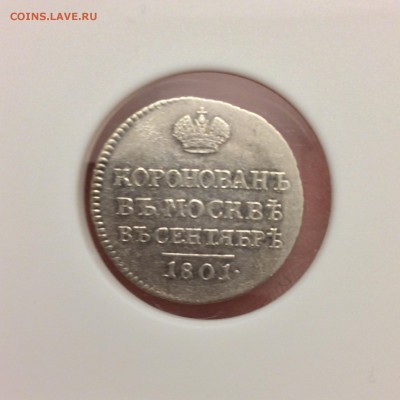 COINS.LAVE.RU
КОРОНОВАНЪ
ВЪ МОСКВѢ
ВЪ СЕНТЯБРѢ
1801·